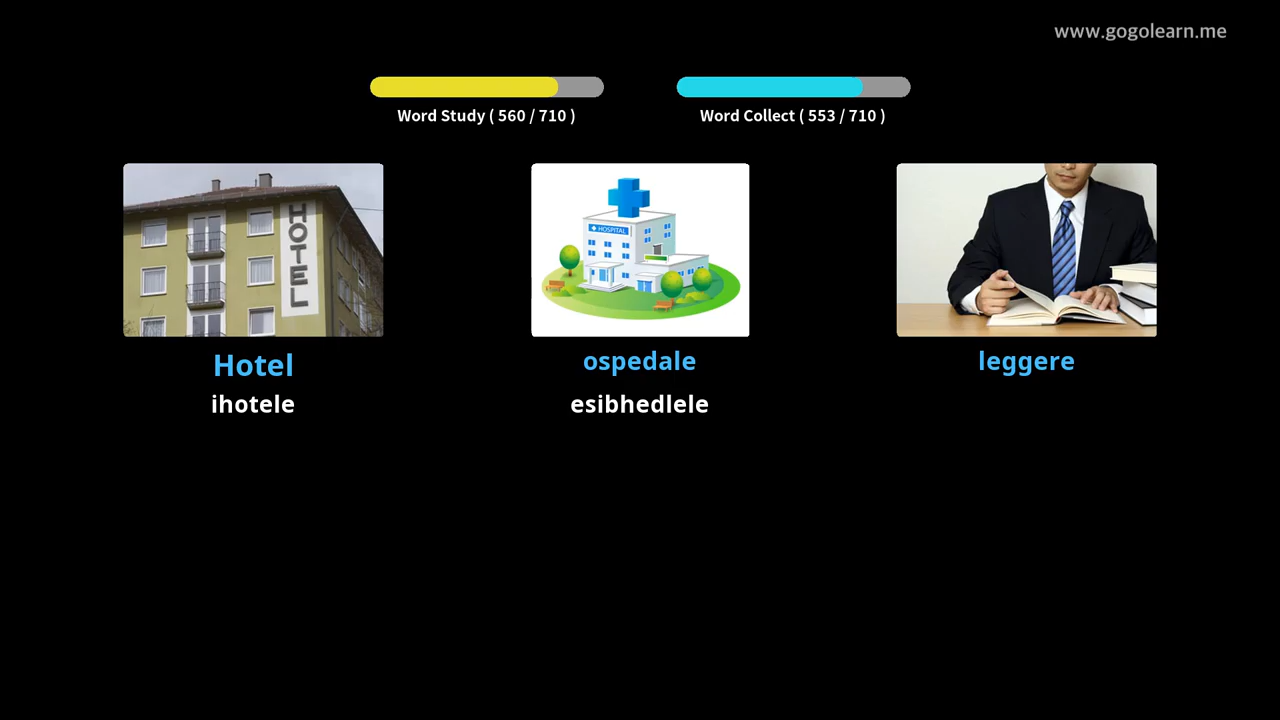 www.gogolearn.me
Word Study ( 560 / 710 )
Word Collect ( 553 / 710 )
HOTEL
HOSPITAL
Hotel
ospedale
leggere
ihotele
esibhedlele